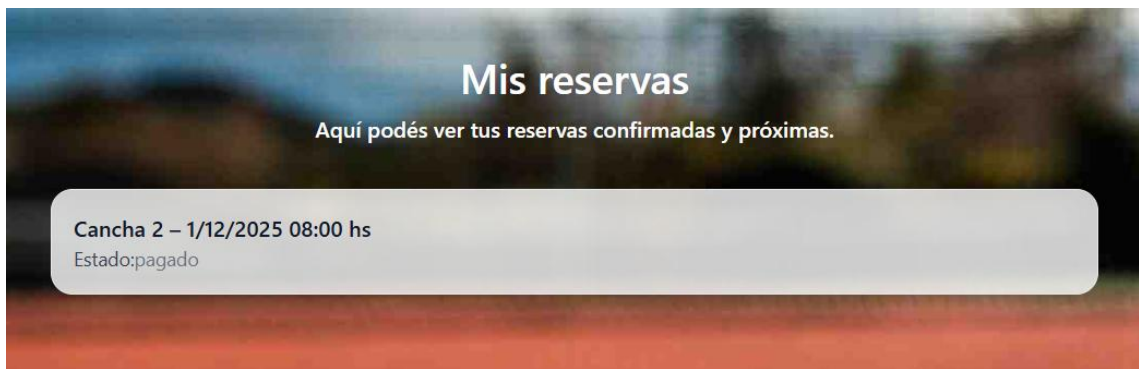 Mis reservas
Aquí podés ver tus reservas confirmadas y próximas.
Cancha 2 – 1/12/2025 08:00 hs
Estado:pagado